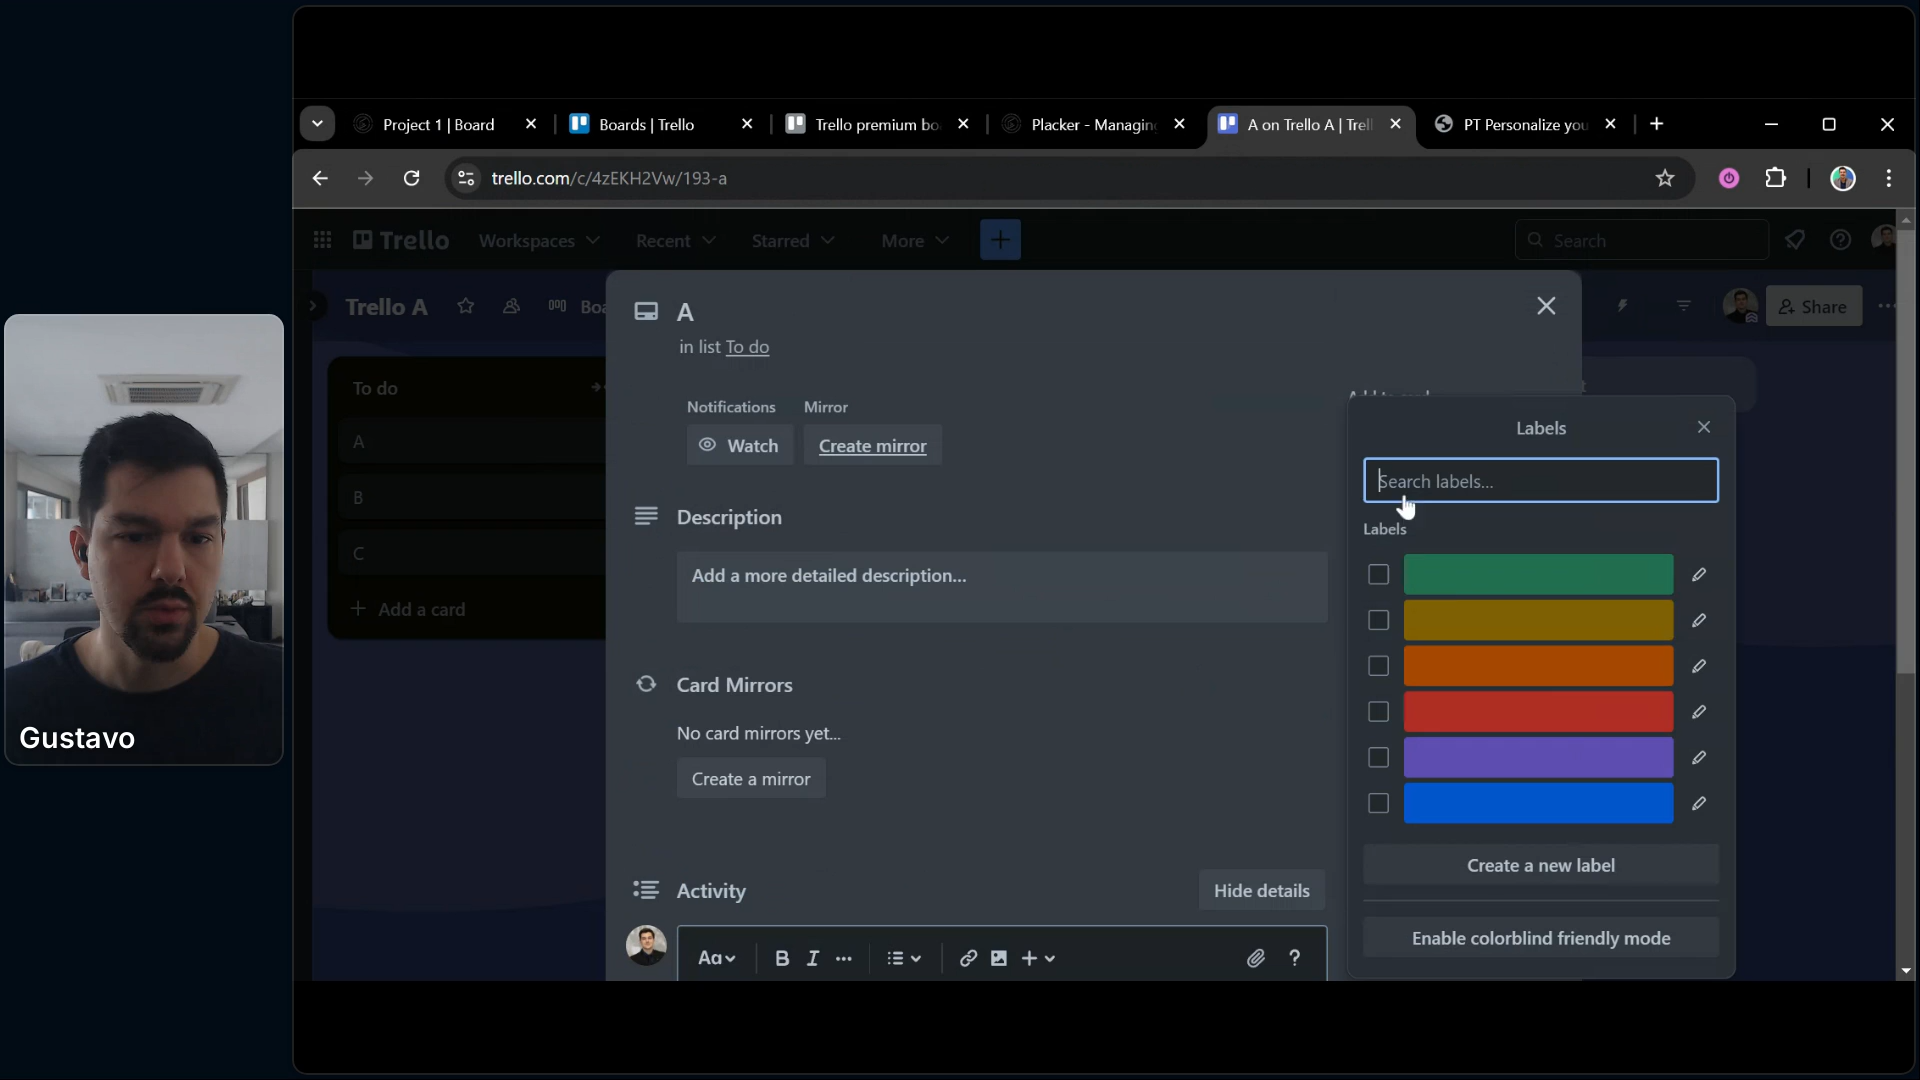 Project 1 | Board
Boards | Trello
Trello premium bo
Placker - Managing
A on Trello A | Trel
PT Personalize you
trello.com/c/4zEKH2Vw/193-a
Trello
Workspaces
Recent
Starred
More
Search
Trello A
Boa
Share
To do
A
B
C
Add a card
A
in list To do
Notifications
Mirror
Watch
Create mirror
Description
Add a more detailed description...
Card Mirrors
No card mirrors yet...
Create a mirror
Activity
Hide details
Aa
B
I
Labels
Search labels...
Labels
Create a new label
Enable colorblind friendly mode
Gustavo